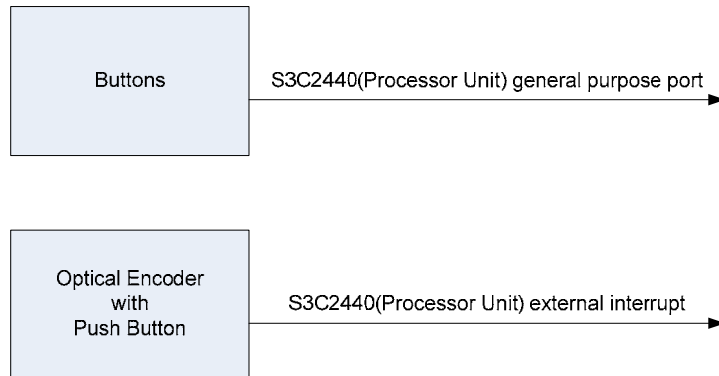 Buttons
S3C2440(Processor Unit) general purpose port
Optical Encoder
with
Push Button
S3C2440(Processor Unit) external interrupt